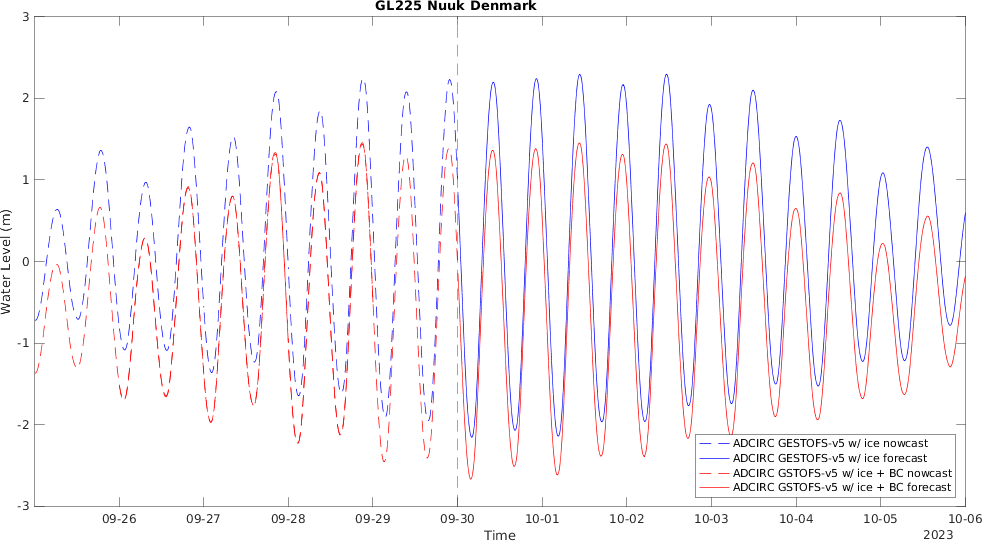 GL225 Nuuk Denmark
3
2
1
0
-1
-2
-3
Water Level (m)
ADCIRC GESTOFS-v5 w/ ice nowcast
ADCIRC GESTOFS-v5 w/ ice forecast
ADCIRC GSTOFS-v5 w/ ice + BC nowcast
ADCIRC GSTOFS-v5 w/ ice + BC forecast
09-26 09-27 09-28 09-29 09-30 10-01 10-02 10-03 10-04 10-05 10-06
Time
2023